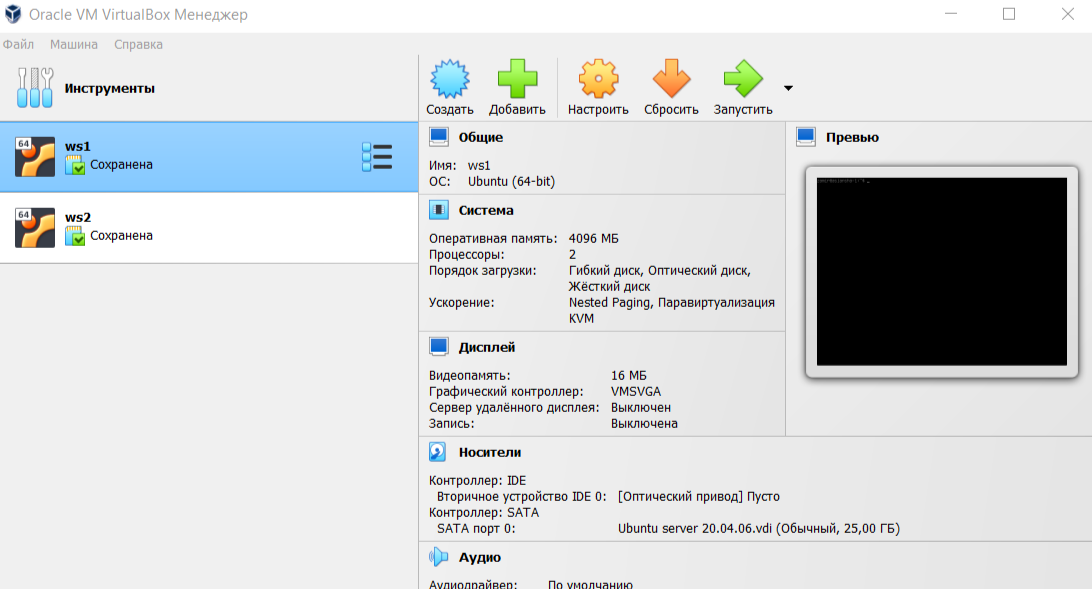 Oracle VM VirtualBox Менеджер
Файл Машина Справка
Инструменты
Создать Добавить Настроить Сбросить Запустить
64
ws1
Сохранена
64
ws2
Сохранена
Общие
Имя: ws1
ОС: Ubuntu (64-bit)
Система
Оперативная память: 4096 МБ
Процессоры: 2
Порядок загрузки: Гибкий диск, Оптический диск,
Жёсткий диск
Ускорение: Nested Paging, Паравиртуализация
KVM
Дисплей
Видеопамять: 16 МБ
Графический контроллер: VMSVGA
Сервер удалённого дисплея: Выключен
Запись: Выключена
Превью
Носители
Контроллер: IDE
Вторичное устройство IDE 0: [Оптический привод] Пусто
Контроллер: SATA
SATA порт 0: Ubuntu server 20.04.06.vdi (Обычный, 25,00 ГБ)
Аудио
Аудиодрайвер: По умолчанию